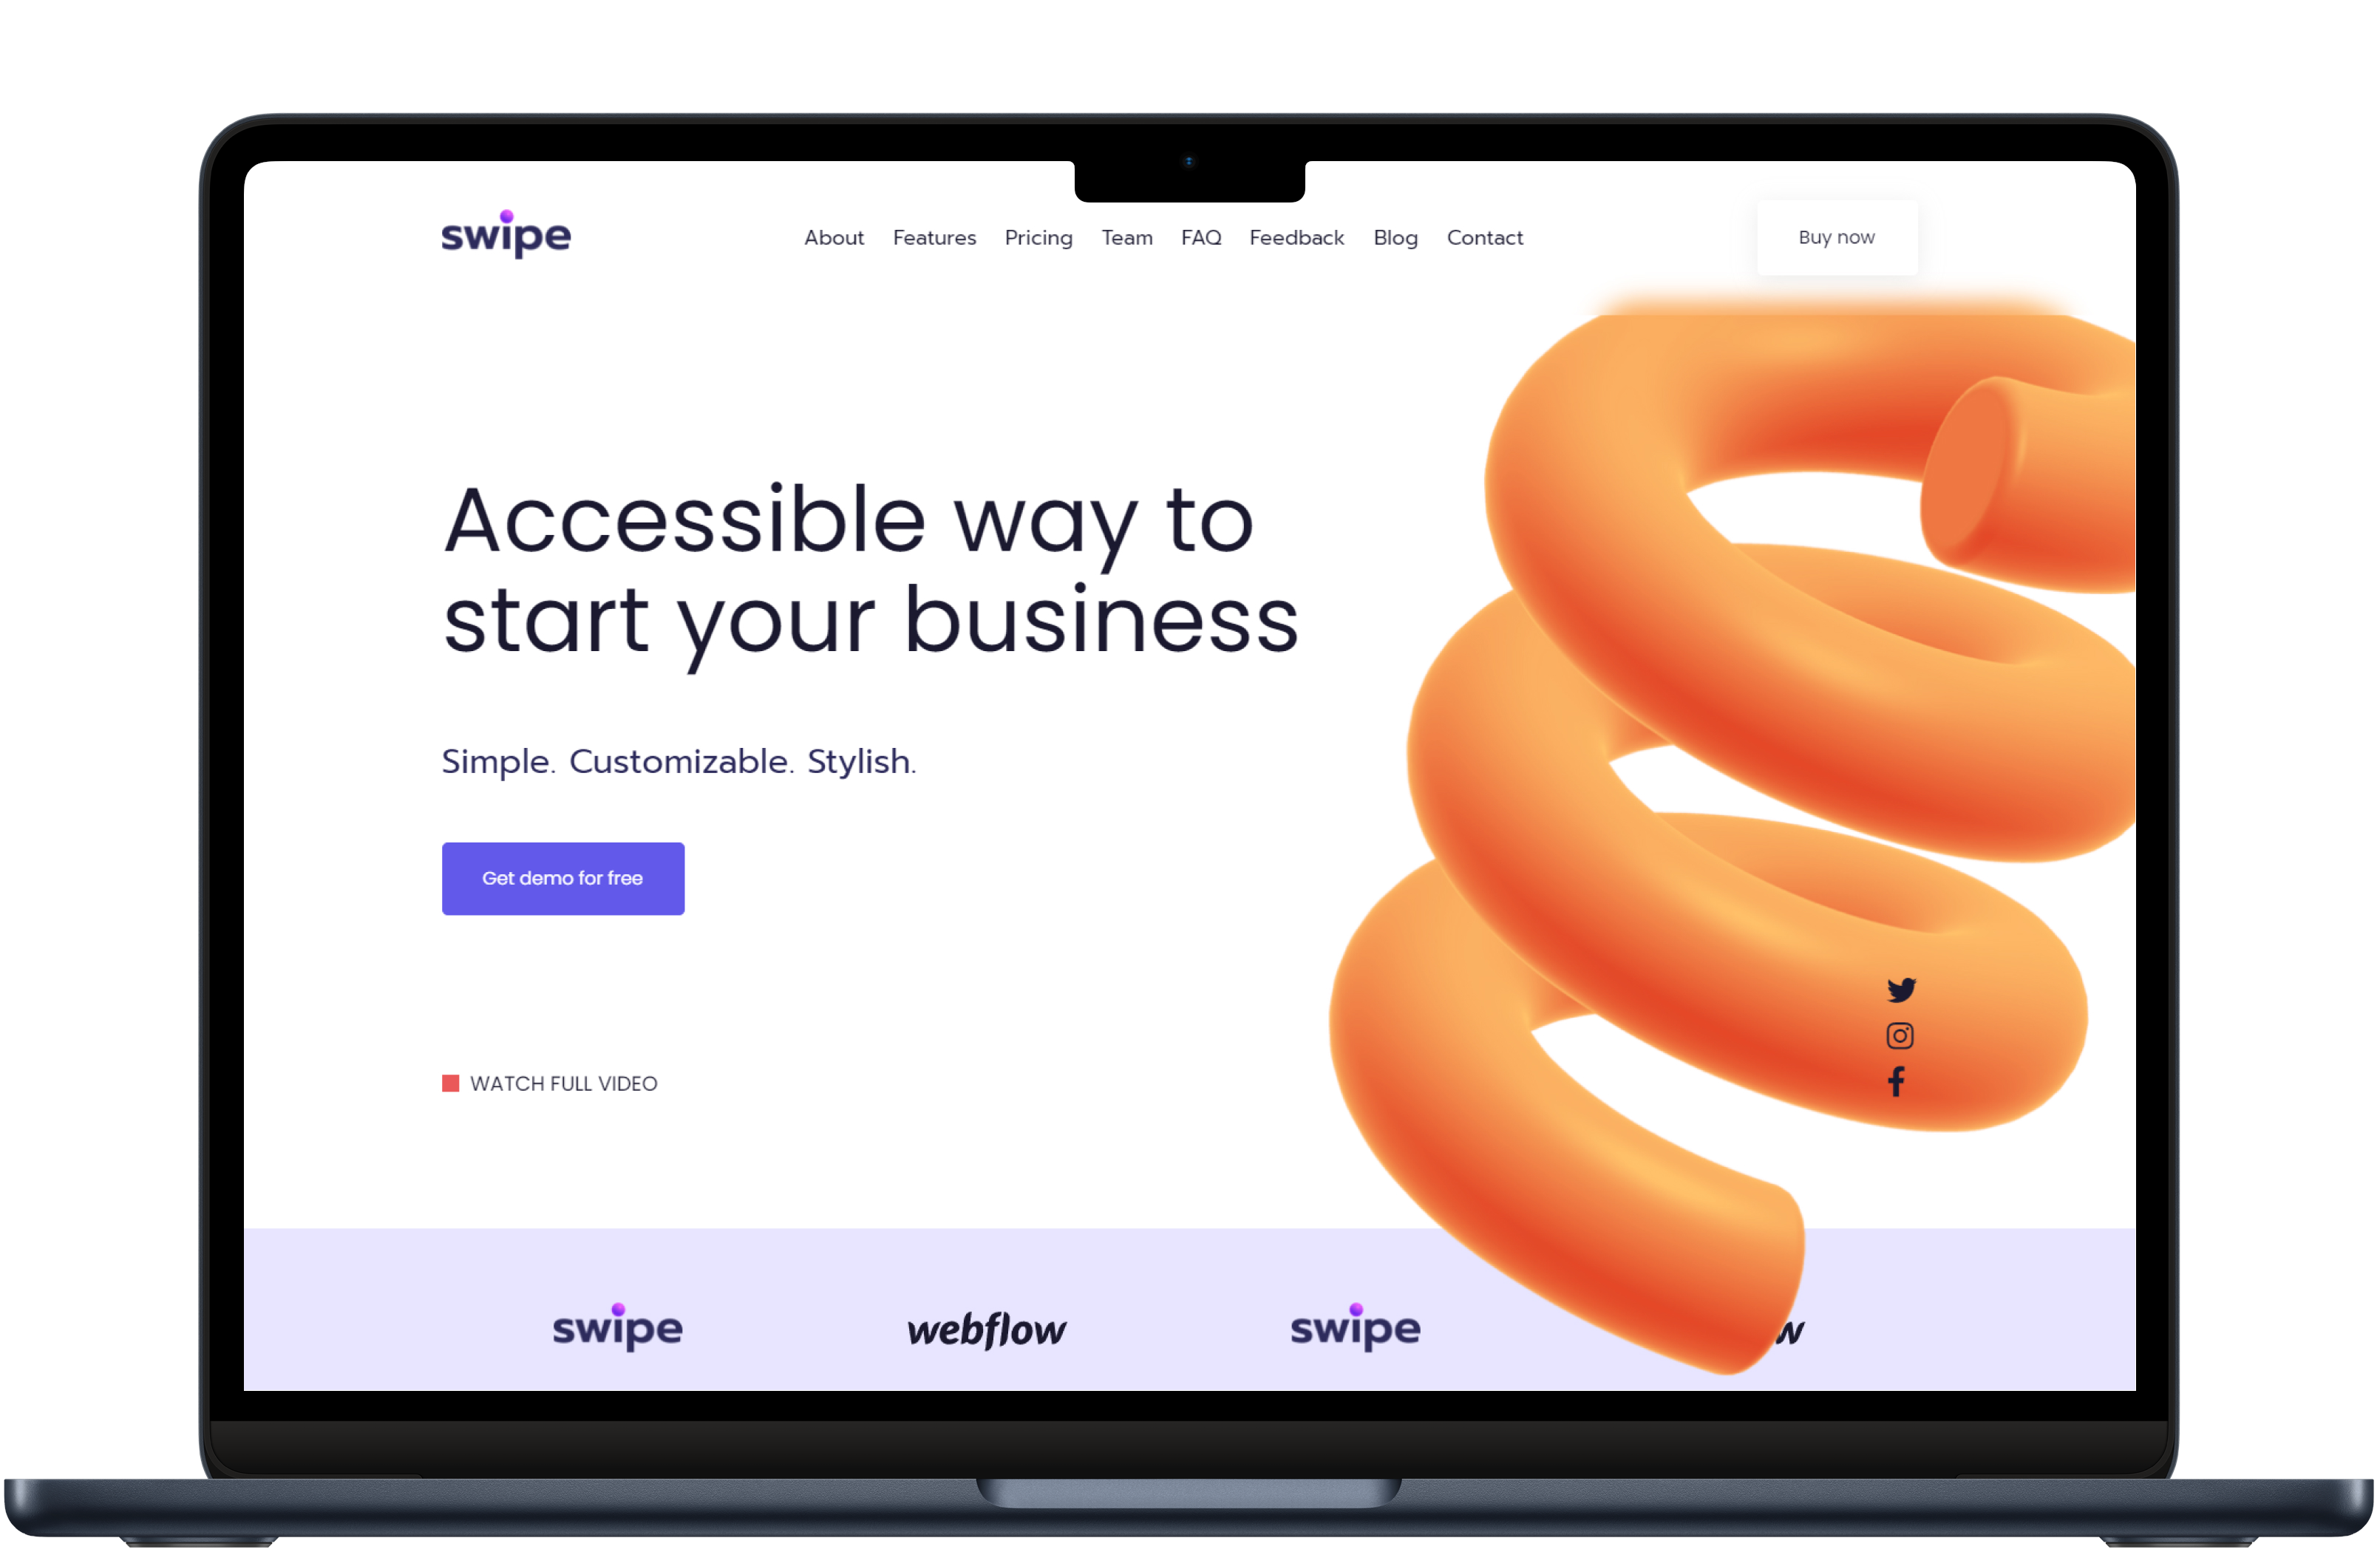 swipe
About Features Pricing Team FAQ Feedback Blog Contact
Buy now
Accessible way to
start your business
Simple. Customizable. Stylish.
Get demo for free
WATCH FULL VIDEO
swipe webflow swipe w